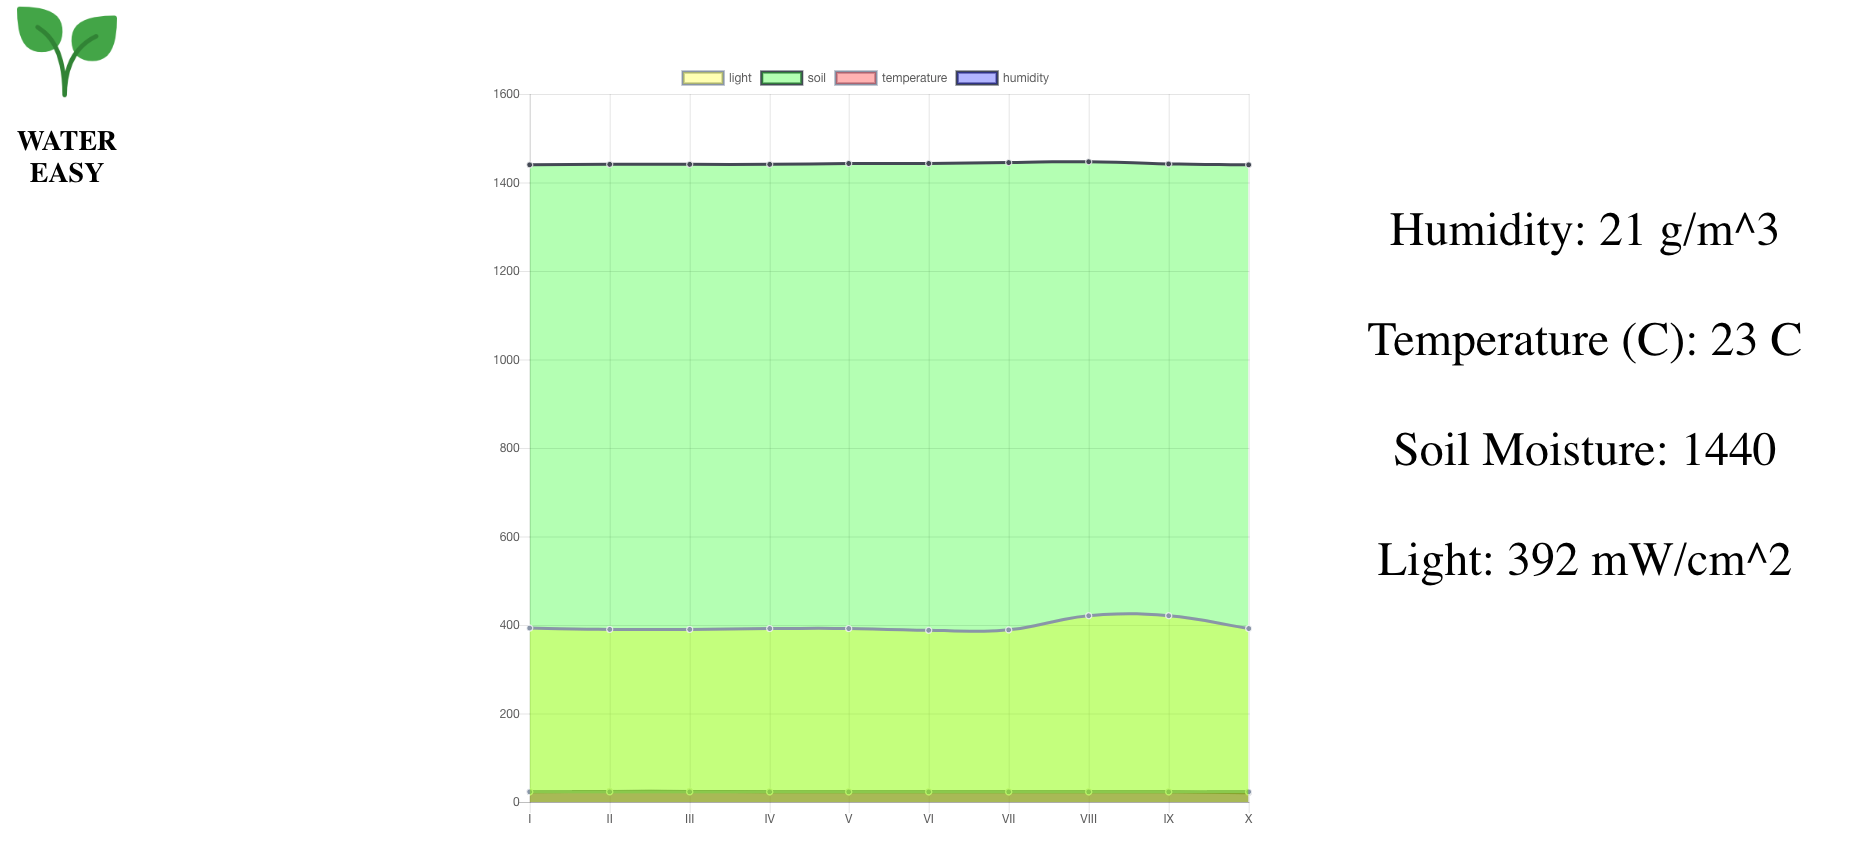 WATER
EASY
light soil temperature humidity
1600
1400
1200
1000
800
600
400
200
0
I II III IV V VI VII VIII IX X
Humidity: 21 g/m^3
Temperature (C): 23 C
Soil Moisture: 1440
Light: 392 mW/cm^2